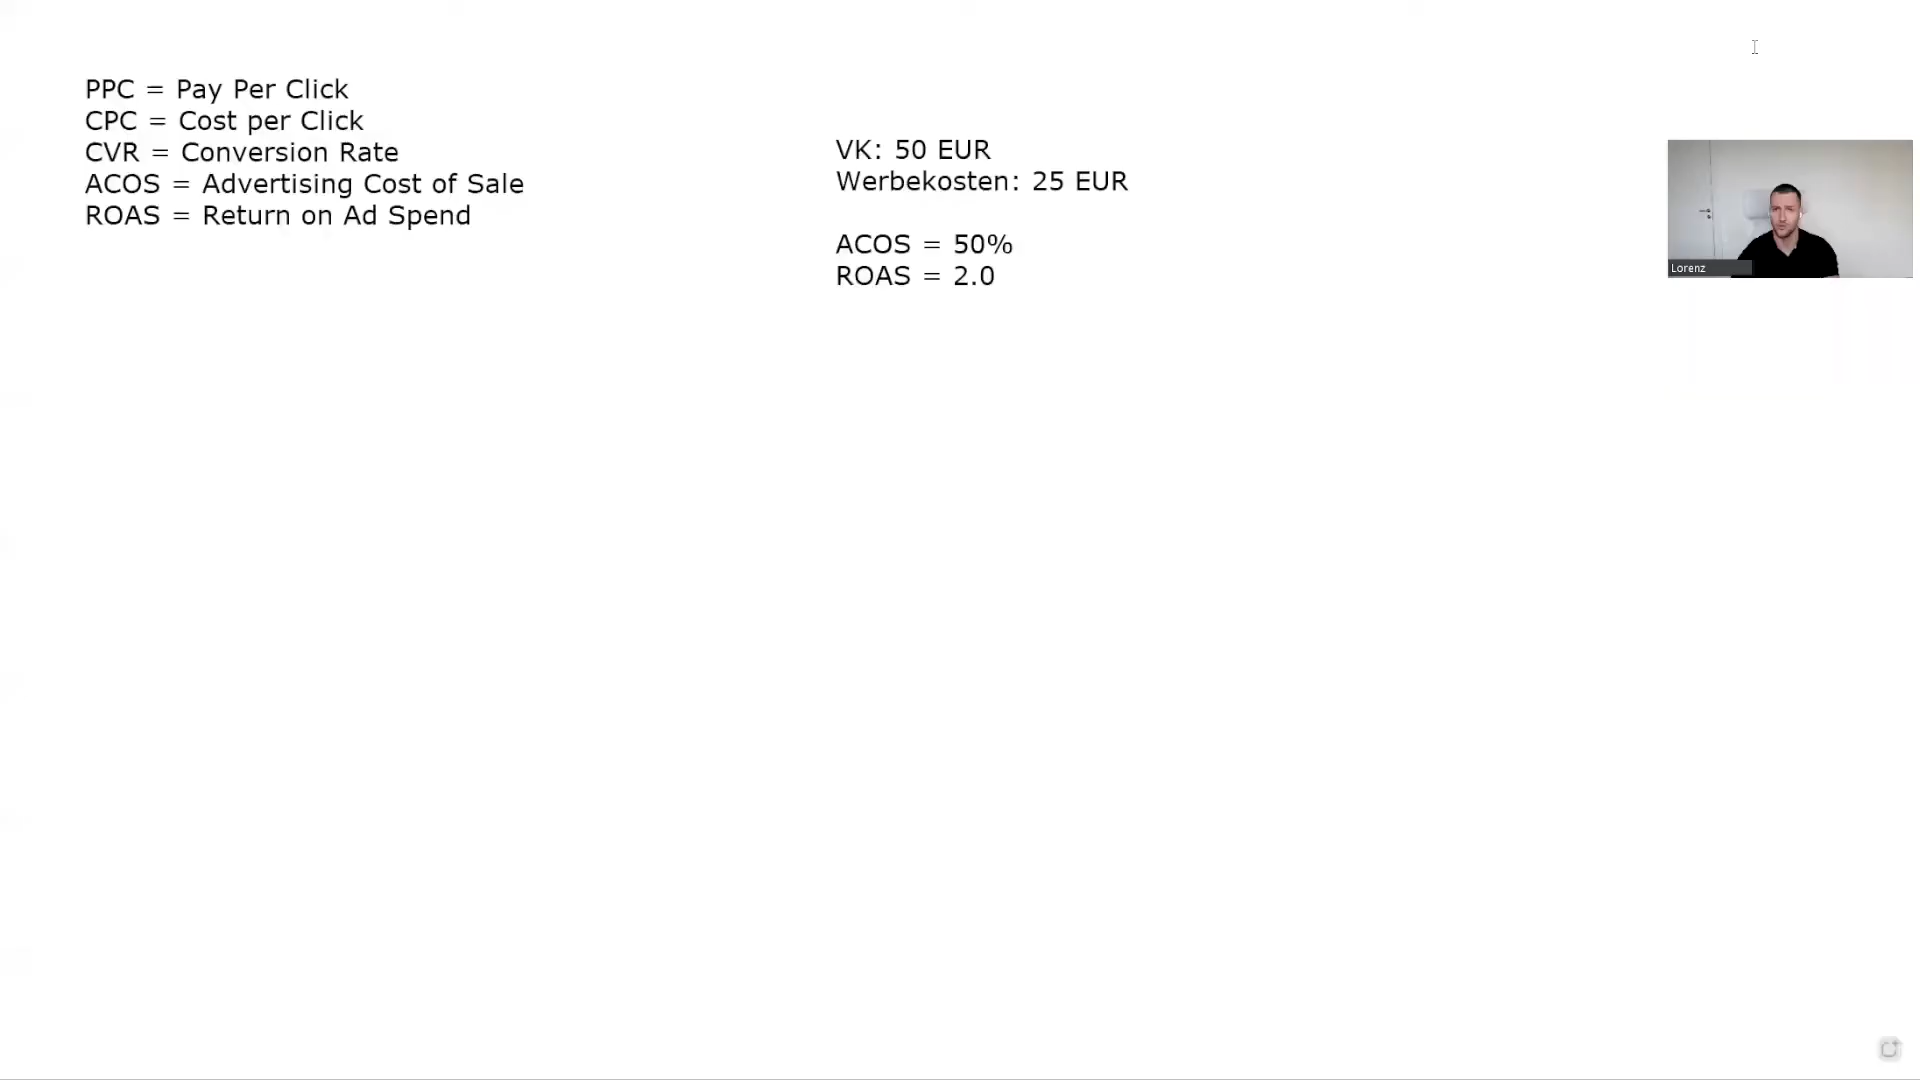 PPC = Pay Per Click
CPC = Cost per Click
CVR = Conversion Rate
ACOS = Advertising Cost of Sale
ROAS = Return on Ad Spend
VK: 50 EUR
Werbekosten: 25 EUR
ACOS = 50%
ROAS = 2.0
Lorenz